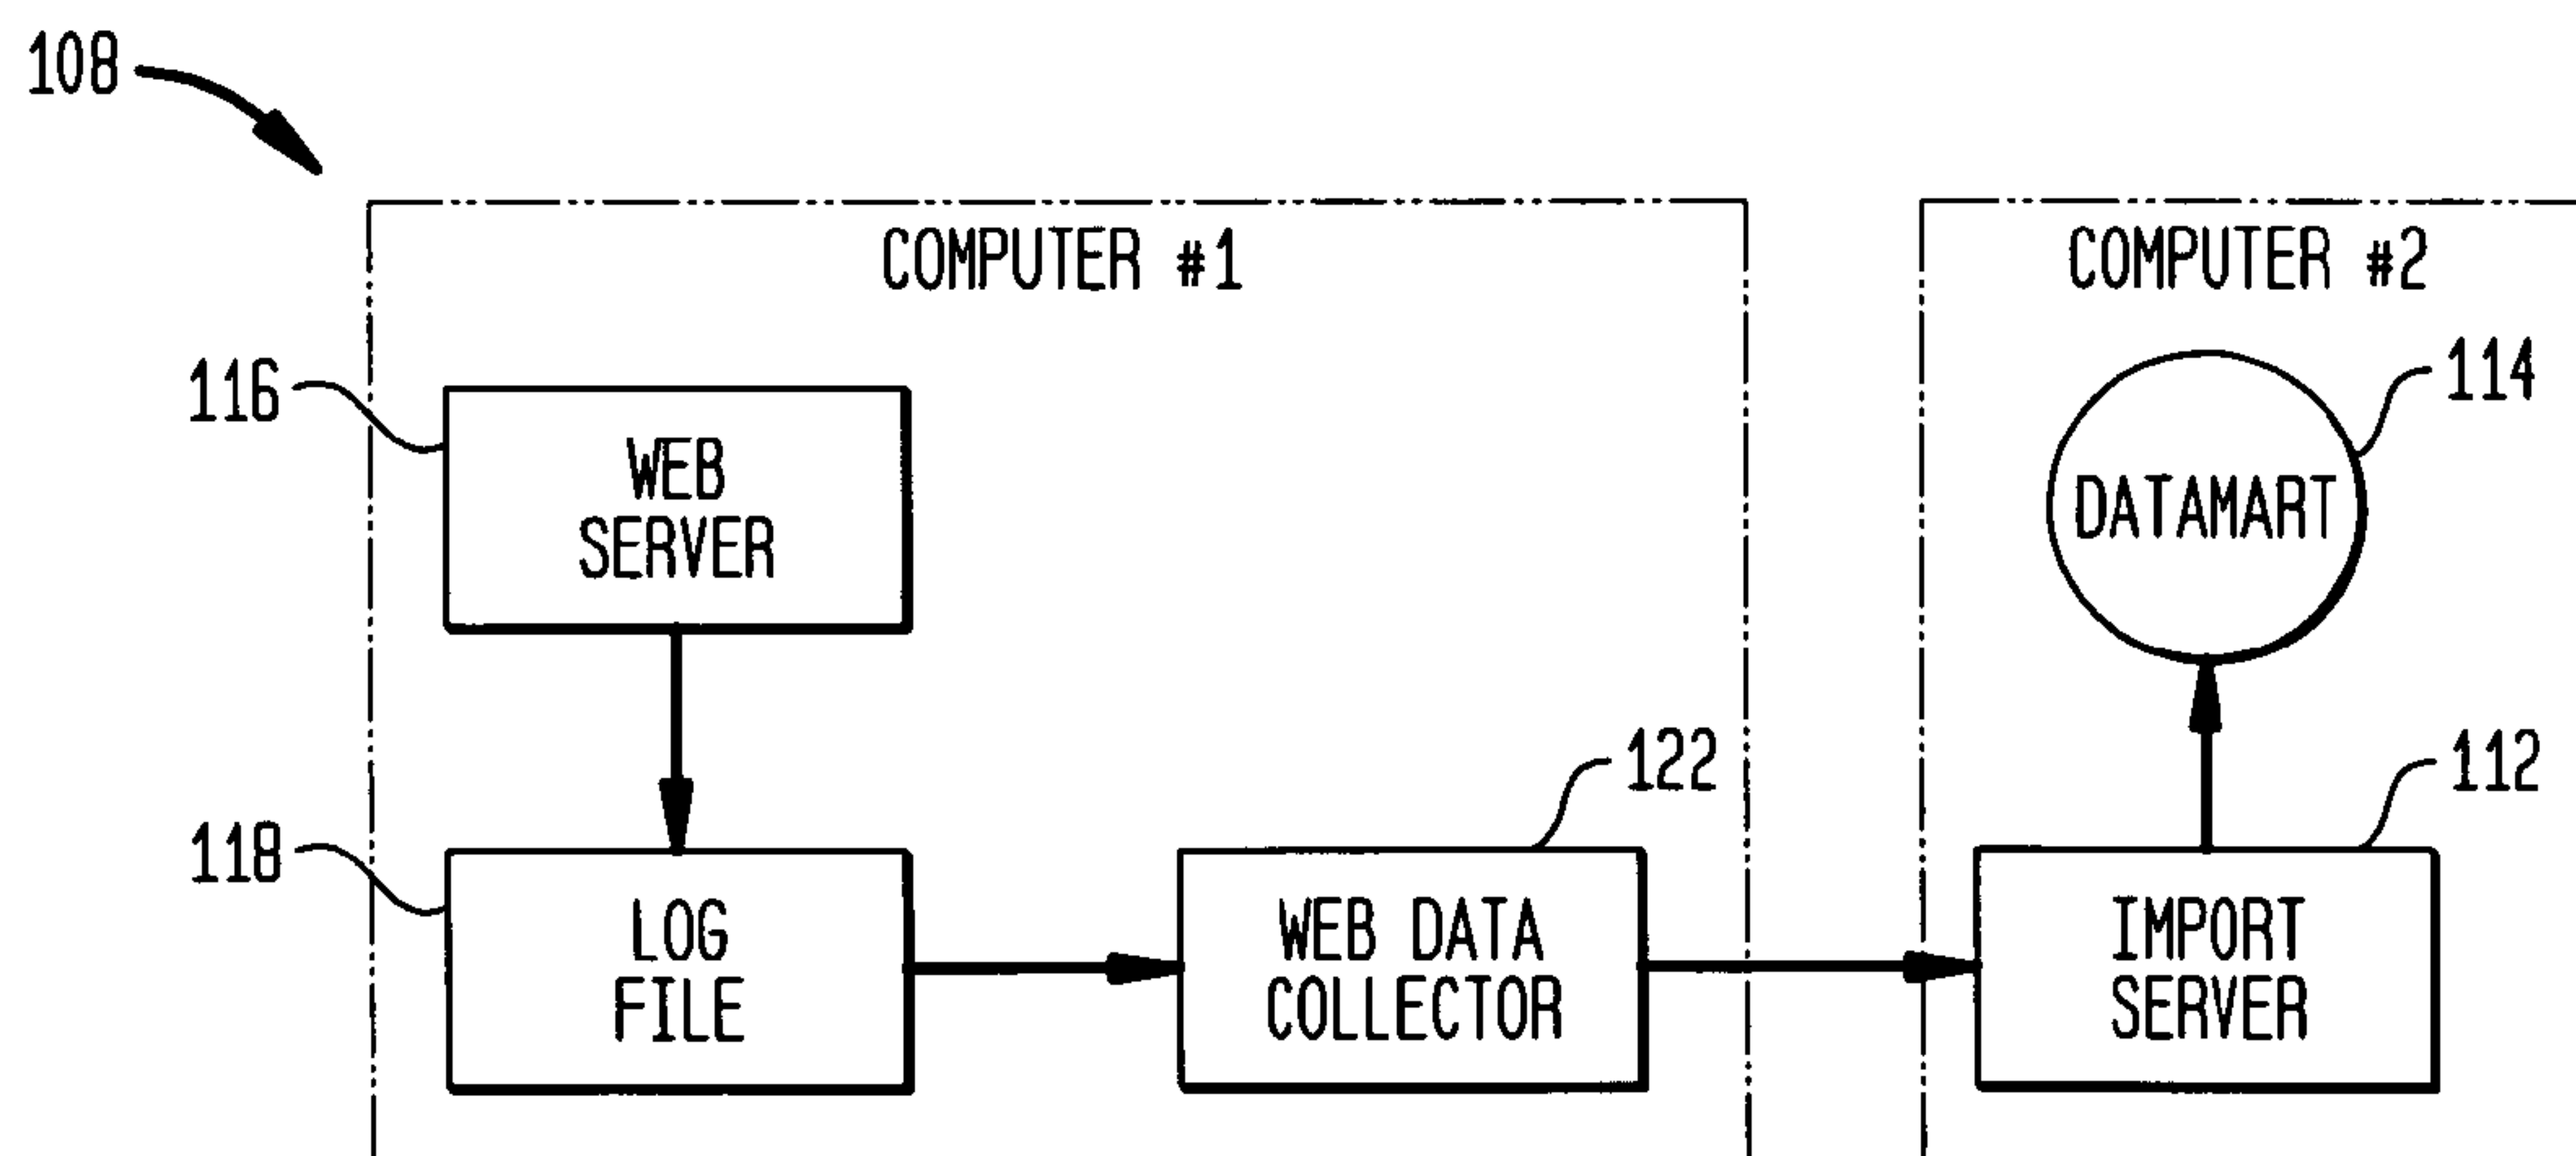 108
COMPUTER #1
COMPUTER #2
116
WEB
SERVER
114
DATAMART
118
LOG
FILE
122
WEB DATA
COLLECTOR
112
IMPORT
SERVER